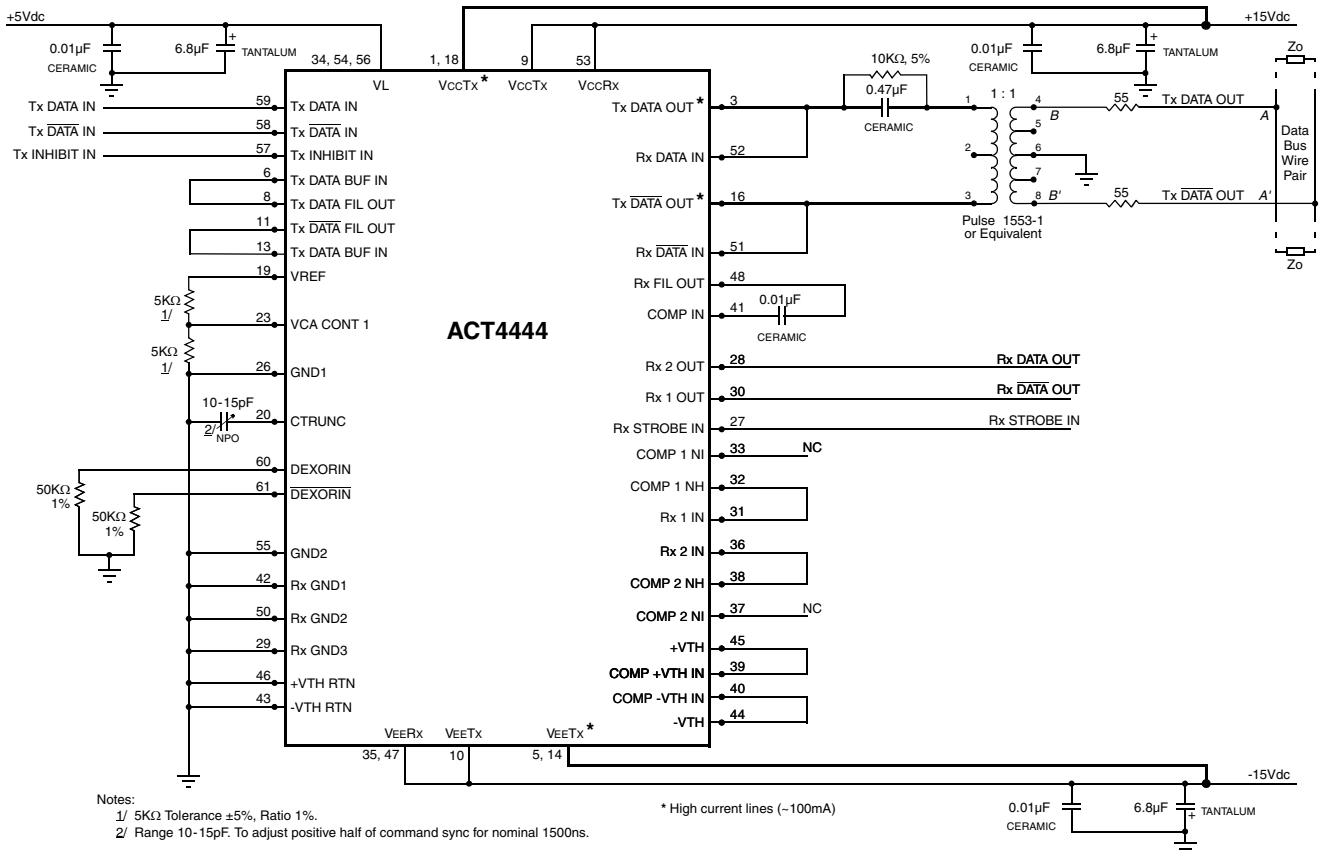 +5Vdc
0.01µF
CERAMIC
6.8µF
+
TANTALUM
34, 54, 56
1, 18
9
53
VL
VCCTx *
VCCTx
VCCRx
+15Vdc
0.01µF
CERAMIC
6.8µF
+
TANTALUM
Zo
Tx DATA IN
59
Tx DATA IN
Tx D̅A̅T̅A̅ IN
58
Tx D̅A̅T̅A̅ IN
Tx INHIBIT IN
57
Tx INHIBIT IN
6
Tx DATA BUF IN
8
Tx DATA FIL OUT
11
Tx D̅A̅T̅A̅ FIL OUT
13
Tx DATA BUF IN
19
VREF
5KΩ
1/
23
VCA CONT 1
5KΩ
1/
26
GND1
10-15pF
2/
NPO
20
CTRUNC
60
DEXORIN
61
D̅E̅X̅O̅R̅I̅N̅
50KΩ
1%
50KΩ
1%
55
GND2
42
Rx GND1
50
Rx GND2
29
Rx GND3
46
+VTH RTN
43
-VTH RTN
ACT4444
Tx DATA OUT *
3
Rx DATA IN
52
Tx D̅A̅T̅A̅ OUT *
16
Rx D̅A̅T̅A̅ IN
51
Rx FIL OUT
48
COMP IN
41
0.01µF
CERAMIC
Rx 2 OUT
28
Rx DATA OUT
Rx 1 OUT
30
Rx D̅A̅T̅A̅ OUT
Rx STROBE IN
27
Rx STROBE IN
COMP 1 NI
33
NC
COMP 1 NH
32
Rx 1 IN
31
Rx 2 IN
36
COMP 2 NH
38
COMP 2 NI
37
NC
+VTH
45
COMP +VTH IN
39
COMP -VTH IN
40
-VTH
44
10KΩ, 5%
0.47µF
CERAMIC
1 : 1
1
2
3
4
5
6
7
8
B
B'
Pulse 1553-1
or Equivalent
55
Tx DATA OUT
A
55
Tx D̅A̅T̅A̅ OUT
A'
Data
Bus
Wire
Pair
Zo
VEERx
VEETx
VEETx *
35, 47
10
5, 14
-15Vdc
0.01µF
CERAMIC
6.8µF
+
TANTALUM
* High current lines (~100mA)
Notes:
1/ 5KΩ Tolerance ±5%, Ratio 1%.
2/ Range 10-15pF. To adjust positive half of command sync for nominal 1500ns.